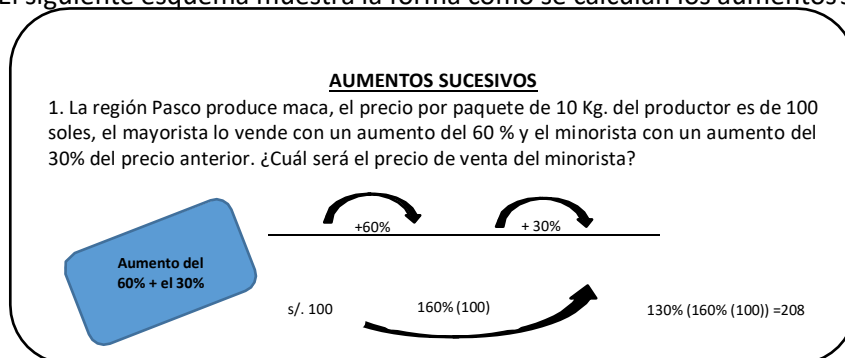 El siguiente esquema muestra la forma como se calculan los aumentos s
AUMENTOS SUCESIVOS
1. La región Pasco produce maca, el precio por paquete de 10 Kg. del productor es de 100
soles, el mayorista lo vende con un aumento del 60 % y el minorista con un aumento del
30% del precio anterior. ¿Cuál será el precio de venta del minorista?
+60%
+ 30%
Aumento del
60% + el 30%
s/. 100
160% (100)
130% (160% (100)) =208